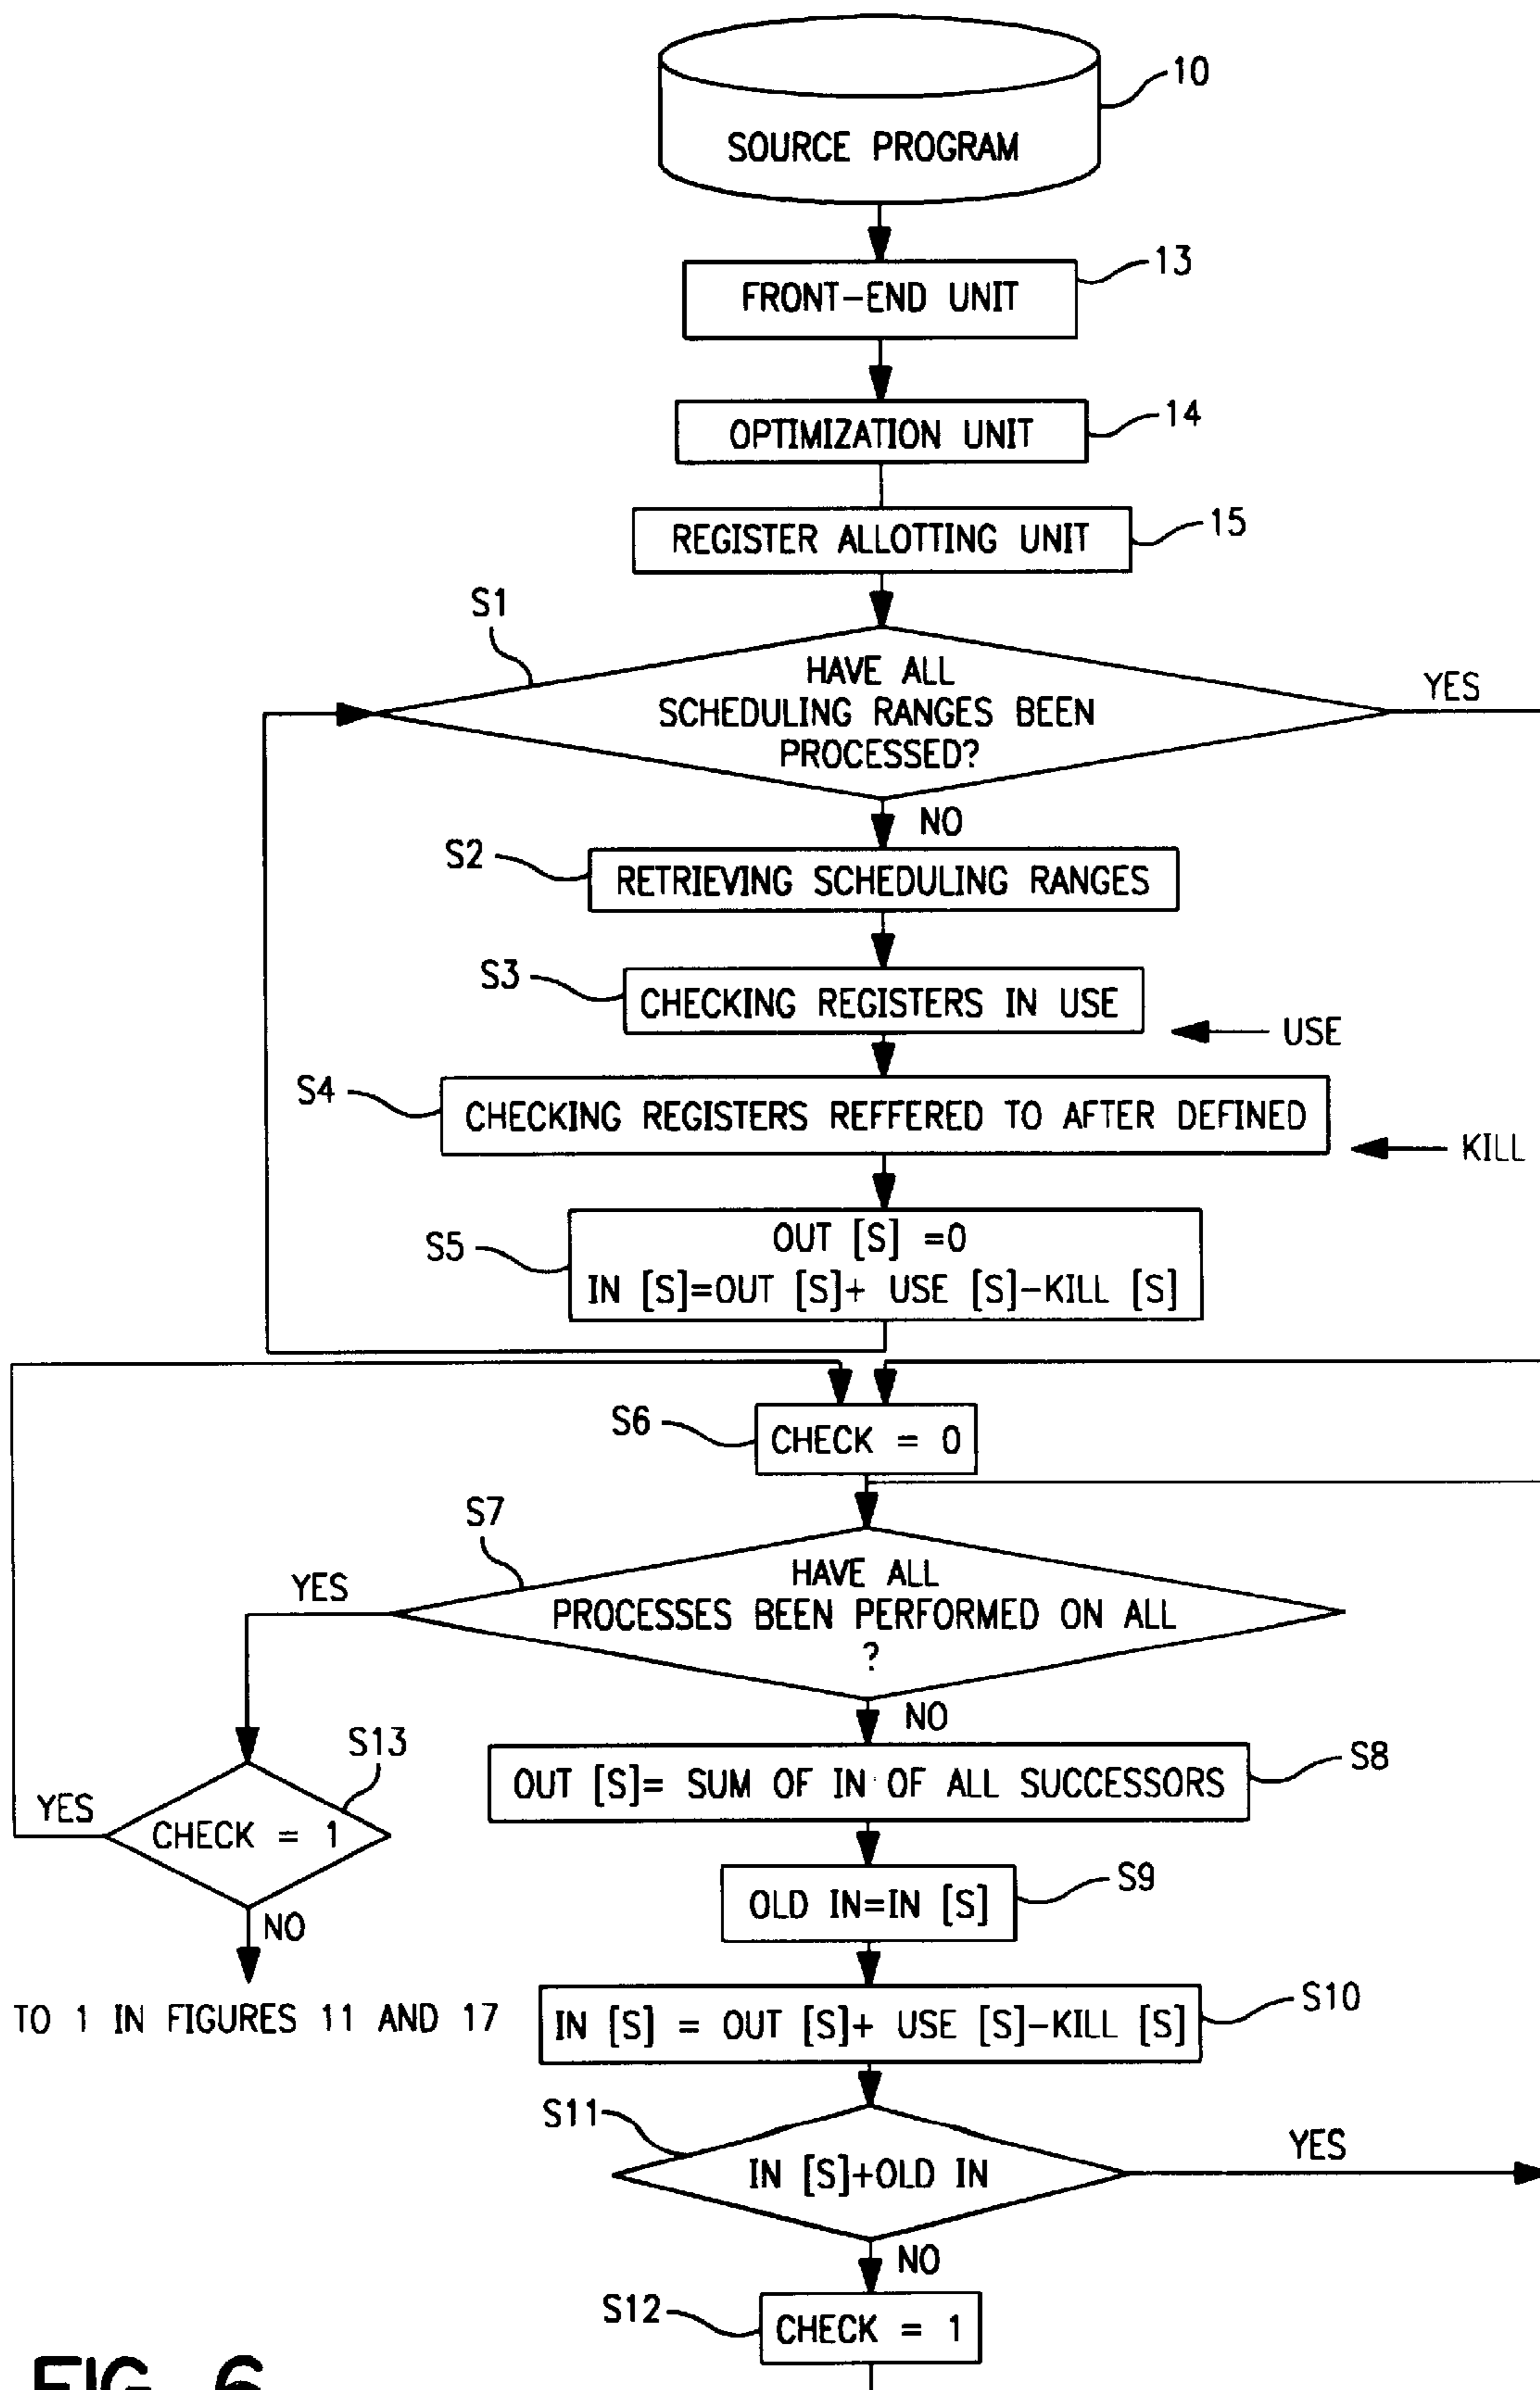 10
SOURCE PROGRAM
13
FRONT-END UNIT
14
OPTIMIZATION UNIT
15
REGISTER ALLOTTING UNIT
S1
HAVE ALL
SCHEDULING RANGES BEEN
PROCESSED?
YES
NO
S2
RETRIEVING SCHEDULING RANGES
S3
CHECKING REGISTERS IN USE
USE
S4
CHECKING REGISTERS REFFERED TO AFTER DEFINED
KILL
S5
OUT [S] =0
IN [S]=OUT [S]+ USE [S]-KILL [S]
S6
CHECK = 0
S7
HAVE ALL
PROCESSES BEEN PERFORMED ON ALL
?
YES
NO
S13
S8
OUT [S]= SUM OF IN OF ALL SUCCESSORS
YES
CHECK = 1
S9
OLD IN=IN [S]
NO
TO 1 IN FIGURES 11 AND 17
S10
IN [S] = OUT [S]+ USE [S]-KILL [S]
S11
IN [S]+OLD IN
YES
NO
S12
CHECK = 1
FIG. 6